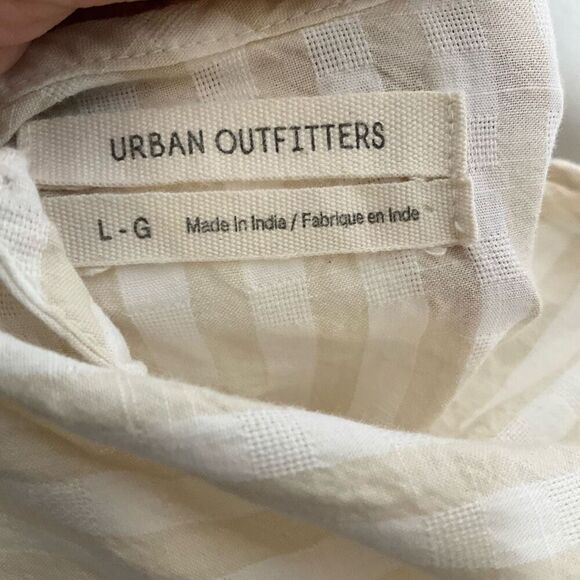 URBAN OUTFITTERS
L - G Made in India / Fabrique en Inde